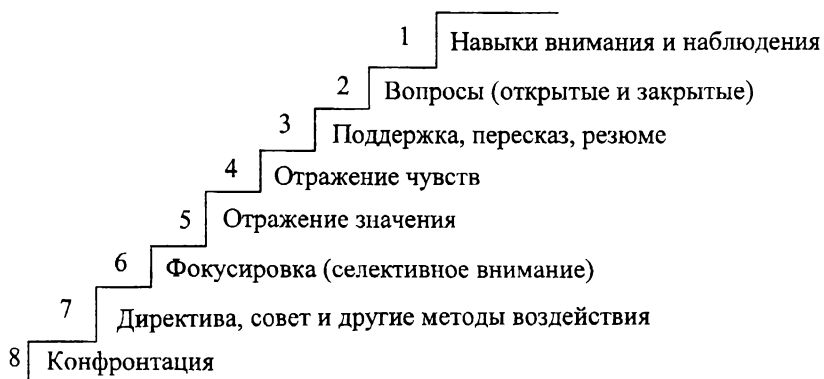 1 Навыки внимания и наблюдения
2 Вопросы (открытые и закрытые)
3 Поддержка, пересказ, резюме
4 Отражение чувств
5 Отражение значения
6 Фокусировка (селективное внимание)
7 Директива, совет и другие методы воздействия
8 Конфронтация